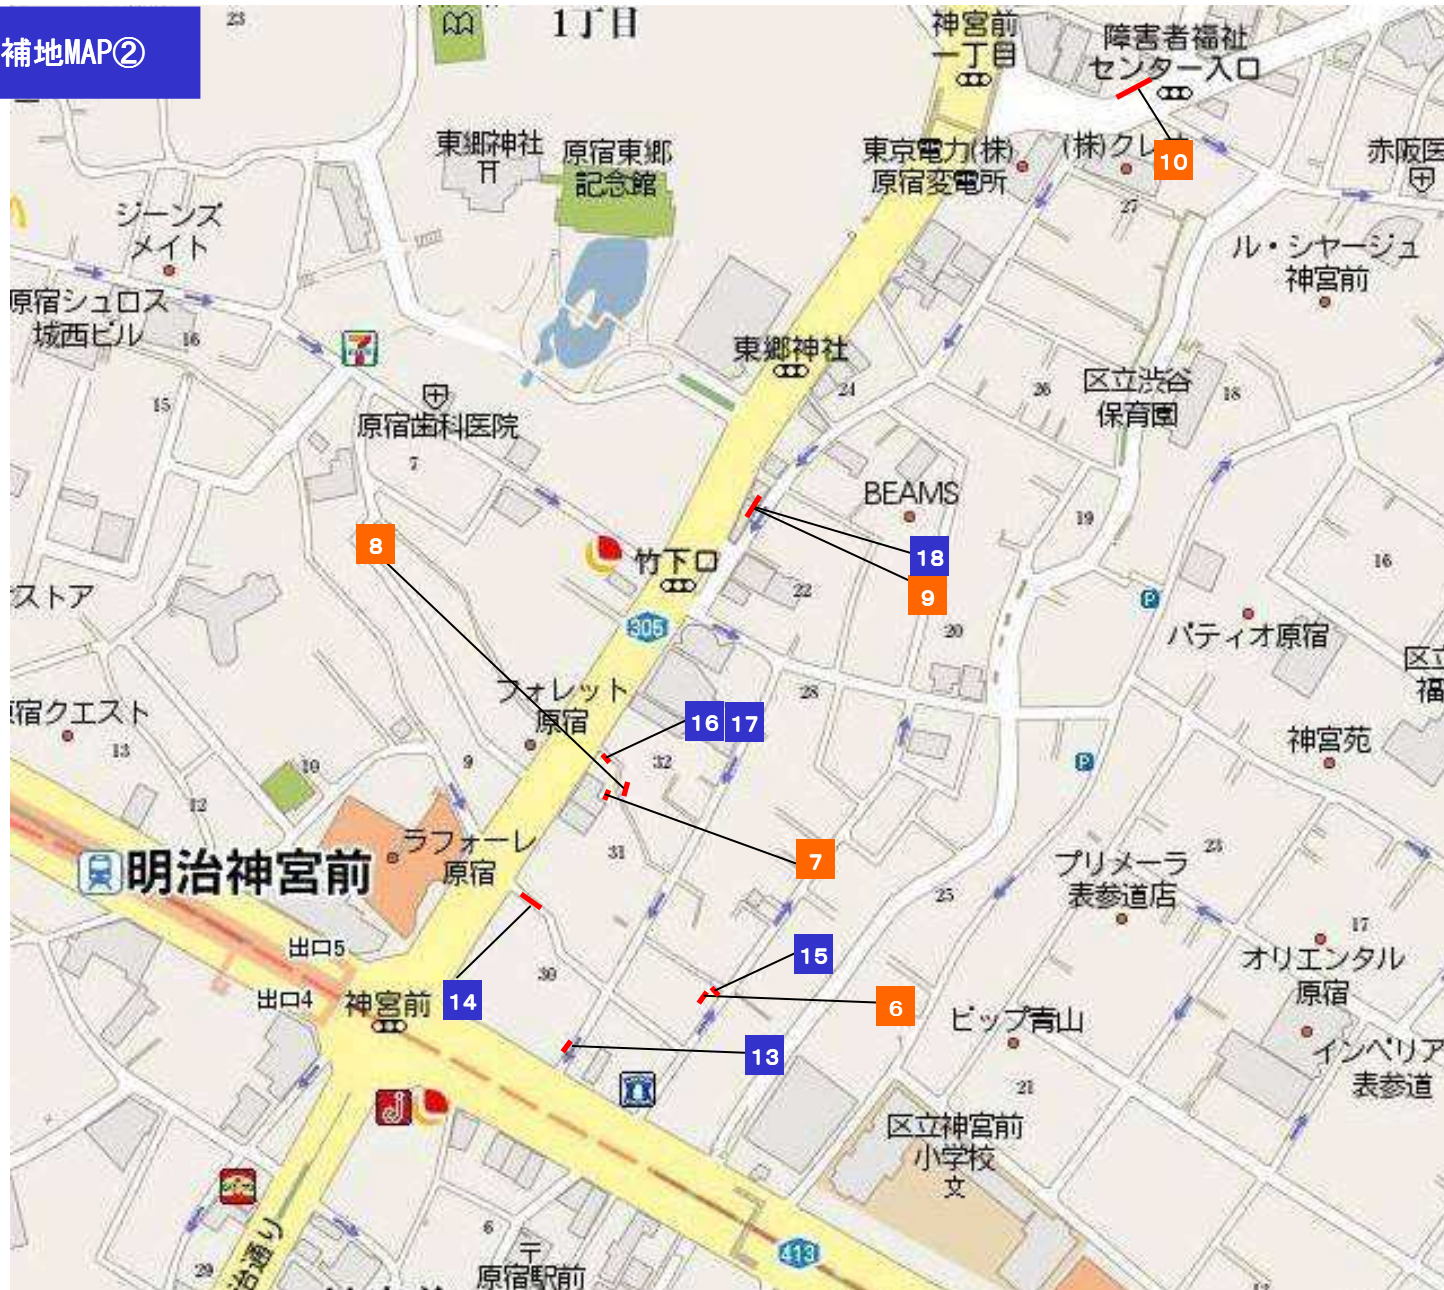 補地MAP②
23
1丁目
神宮前
一丁目
障害者福祉
センター入口
東郷神社
原宿東郷
記念館
東京電力(株)
原宿変電所
(株)クレ
10
赤阪医
27
ジーンズ
メイト
ル・シャージュ
神宮前
原宿シュロス
城西ビル
16
東郷神社
24
26
区立渋谷
保育園
18
15
原宿歯科医院
7
BEAMS
19
8
竹下口
18
9
16
22
20
ストア
305
パティオ原宿
区立
福
フォレット
原宿
28
16 17
宿クエスト
13
9
10
32
神宮苑
12
ラフォーレ
原宿
31
7
明治神宮前
プリメーラ
表参道店
23
25
17
出口5
30
15
オリエンタル
原宿
出口4
神宮前
14
6
ビップ青山
13
インペリア
表参道
21
区立神宮前
小学校
文
6
治通り
29
〒
原宿駅前
413